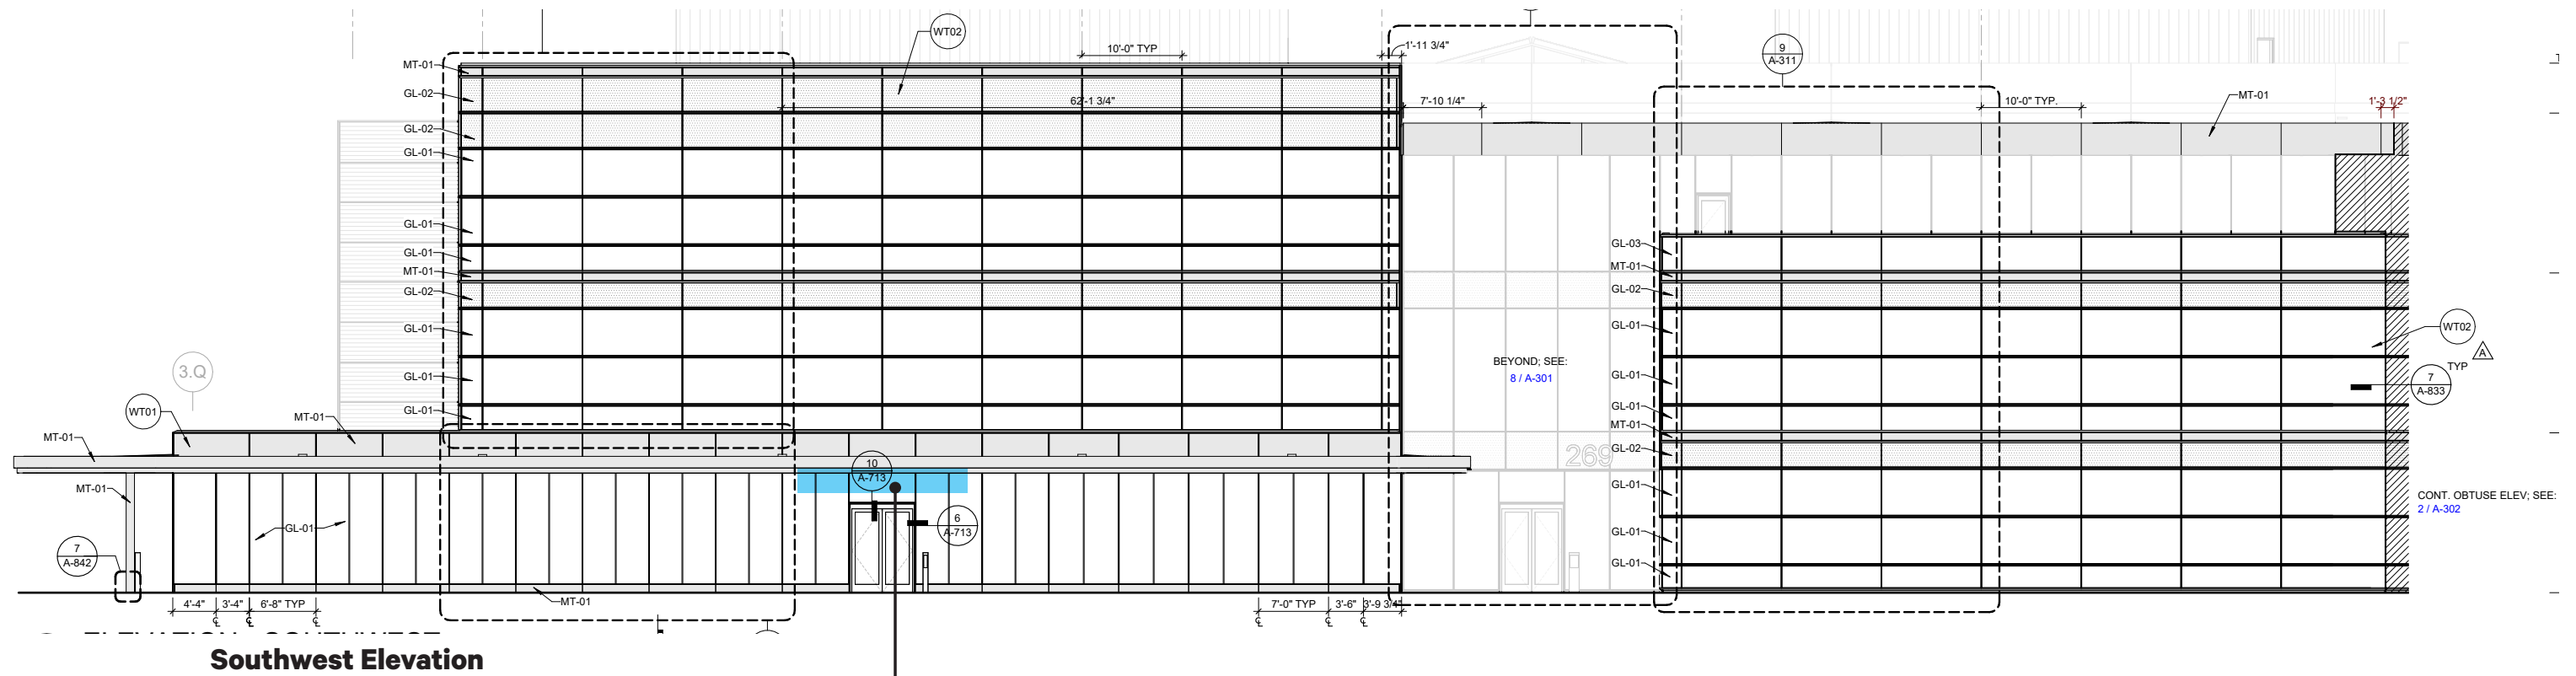 WT02
10'-0" TYP
1'-11 3/4"
9
A-311
MT-01
GL-02
62'-1 3/4"
7'-10 1/4"
10'-0" TYP.
MT-01
1'-3 1/2"
GL-02
GL-01
GL-01
GL-01
MT-01
GL-02
GL-01
GL-01
GL-01
GL-03
MT-01
GL-02
GL-01
GL-01
GL-01
MT-01
GL-02
GL-01
GL-01
GL-01
BEYOND; SEE:
8 / A-301
WT02
A
TYP
7
A-833
3.Q
WT01
MT-01
MT-01
MT-01
GL-01
7
A-842
10
A-713
6
A-713
269
CONT. OBTUSE ELEV; SEE:
2 / A-302
MT-01
4'-4"
3'-4"
6'-8" TYP
7'-0" TYP
3'-6"
3'-9 3/4"
ELEVATION - SOUTHWEST
Southwest Elevation